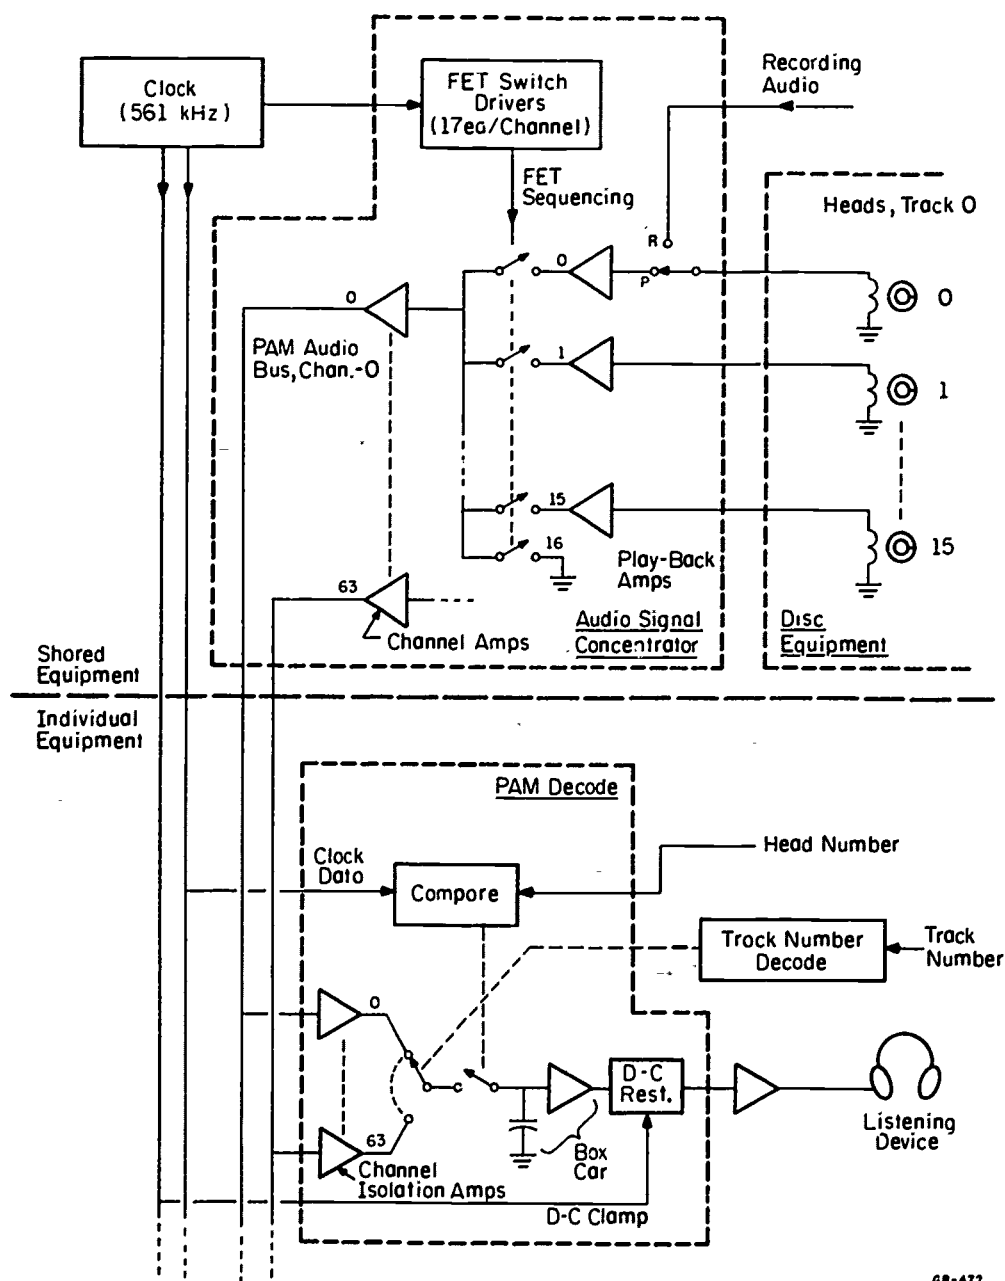 Clock
(561 kHz)
FET Switch
Drivers
(17ea/Channel)
Recording
Audio
FET
Sequencing
Heads, Track 0
R
P
0
0
0
PAM Audio
Bus, Chan.-0
1
1
15
15
16
63
Channel Amps
Play-Back
Amps
Audio Signal
Concentrator
Disc
Equipment
Shared
Equipment
Individual
Equipment
PAM Decode
Clock
Data
Compare
Head Number
Track Number
Decode
Track
Number
0
63
D-C
Rest.
Box
Car
Listening
Device
Channel
Isolation Amps
D-C Clamp
GB-472